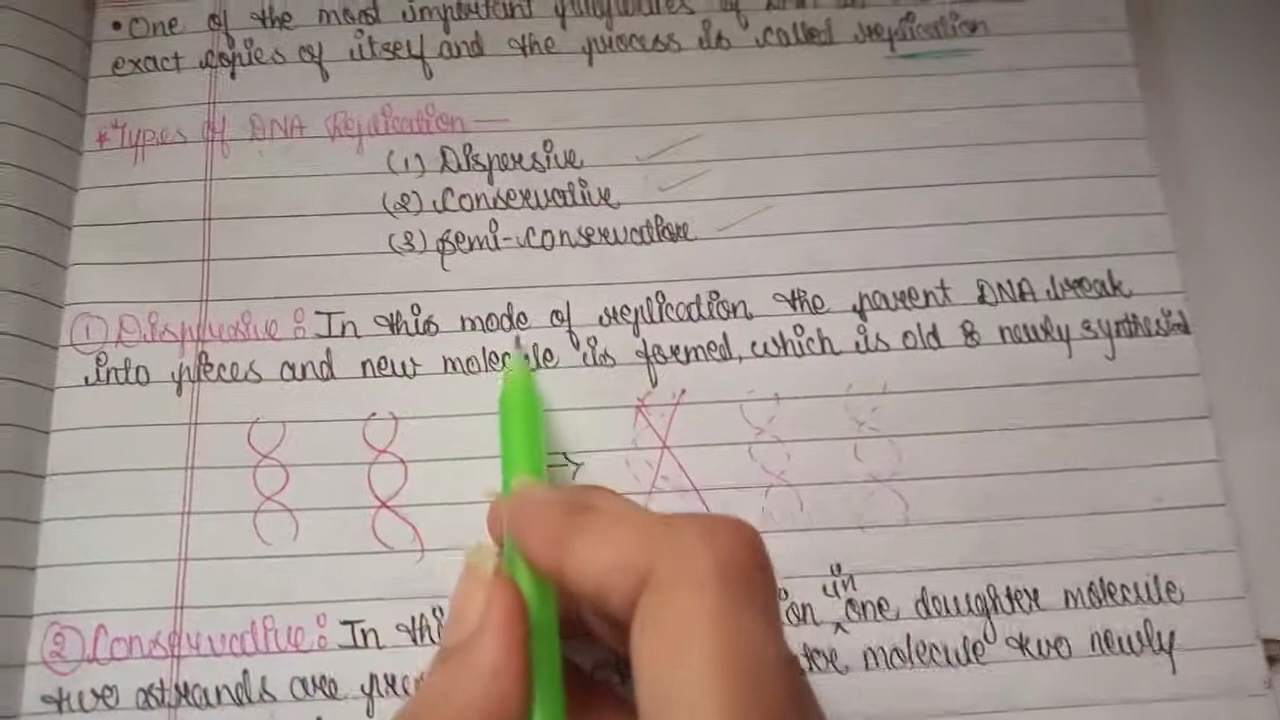 • One of the most important
exact copies of itself and the process is called replication
* Types of DNA Replication —
(1) Dispersive
(2) Conservative
(3) Semi-conservative
① Dispersive : In this mode of replication the parent DNA break
into pieces and new molecule is formed, which is old & newly synthesized
② Conservative : In on in one daughter molecule
two strands are molecule two newly